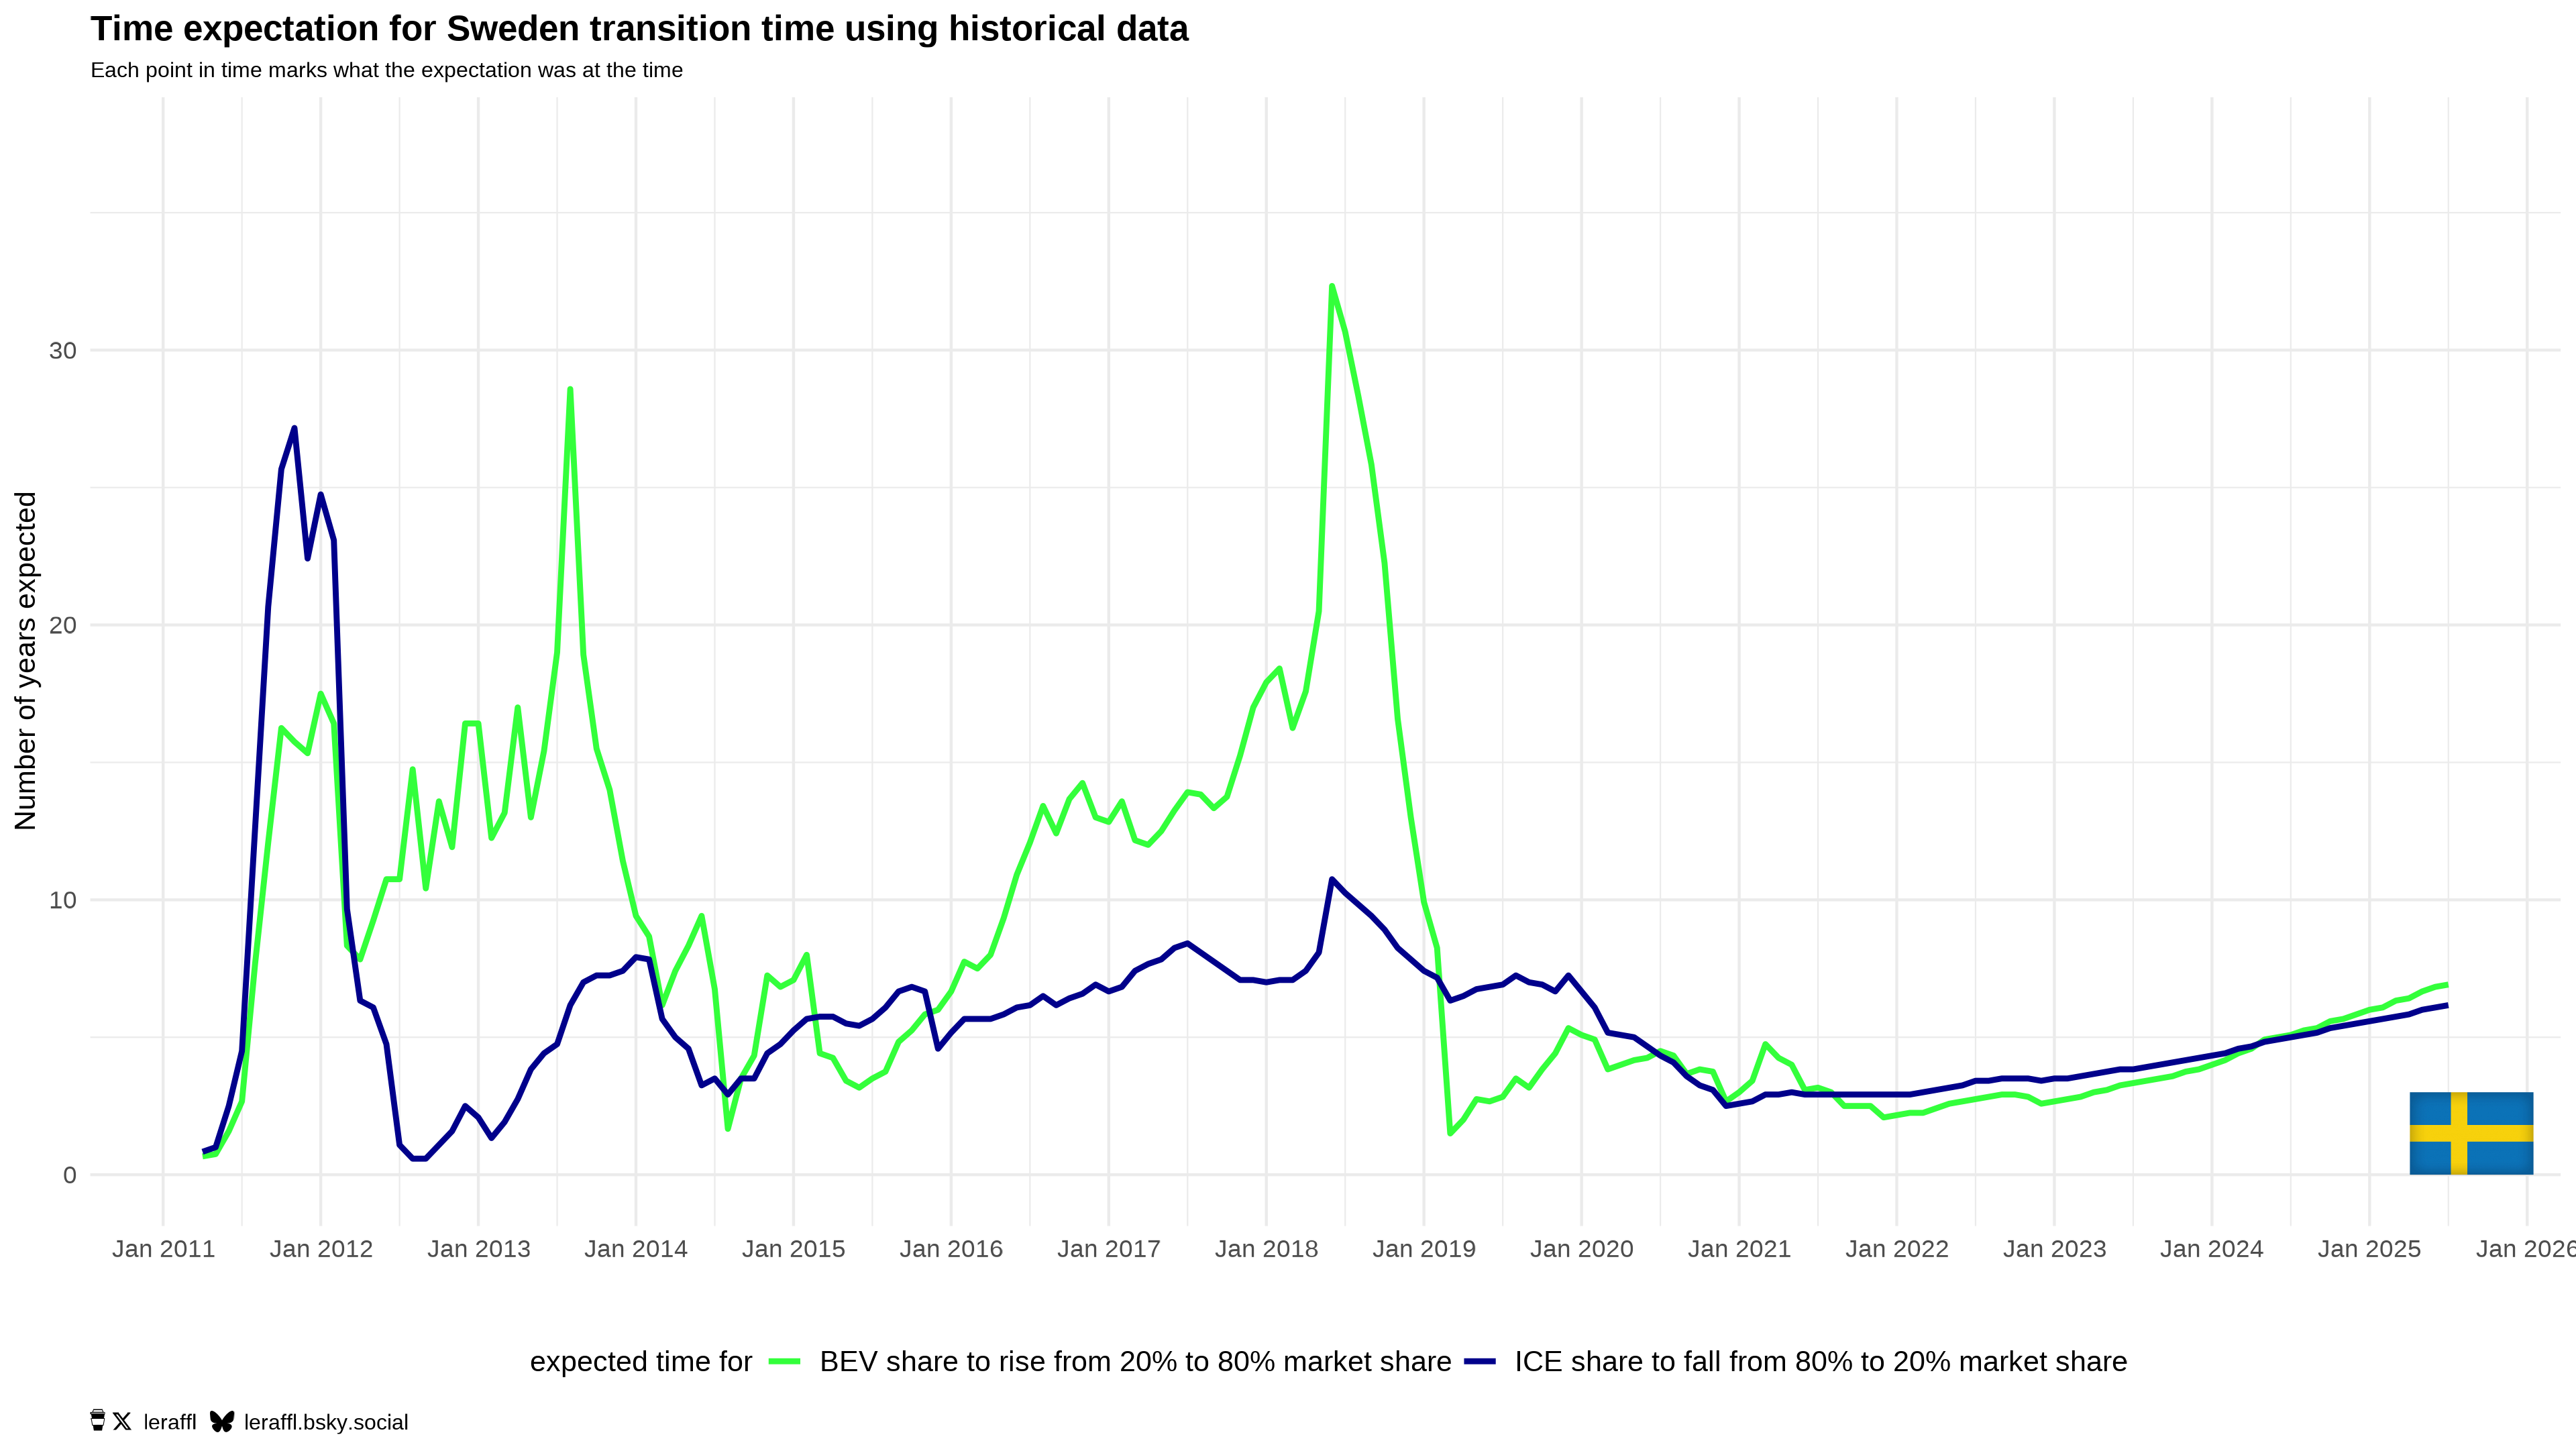 Time expectation for Sweden transition time using historical data
Each point in time marks what the expectation was at the time
Number of years expected
30
20
10
0
Jan 2011 Jan 2012 Jan 2013 Jan 2014 Jan 2015 Jan 2016 Jan 2017 Jan 2018 Jan 2019 Jan 2020 Jan 2021 Jan 2022 Jan 2023 Jan 2024 Jan 2025 Jan 2026
expected time for BEV share to rise from 20% to 80% market share ICE share to fall from 80% to 20% market share
leraffl leraffl.bsky.social